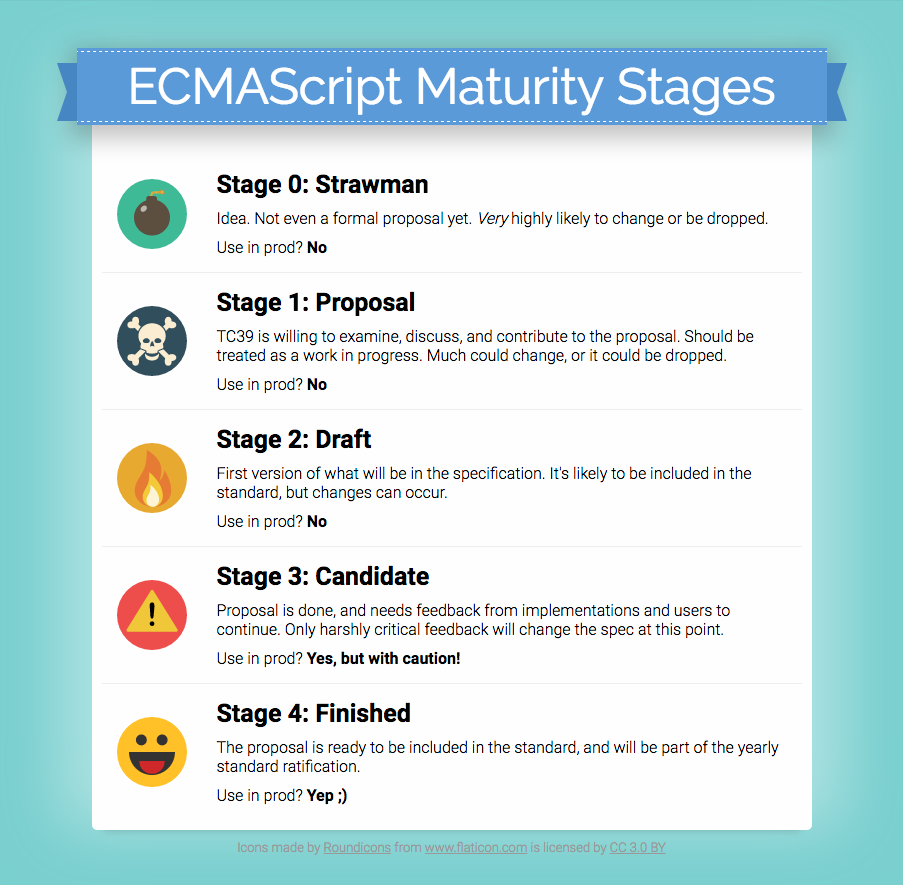 ECMAScript Maturity Stages
Stage 0: Strawman
Idea. Not even a formal proposal yet. Very highly likely to change or be dropped.
Use in prod? No
Stage 1: Proposal
TC39 is willing to examine, discuss, and contribute to the proposal. Should be
treated as a work in progress. Much could change, or it could be dropped.
Use in prod? No
Stage 2: Draft
First version of what will be in the specification. It's likely to be included in the
standard, but changes can occur.
Use in prod? No
Stage 3: Candidate
Proposal is done, and needs feedback from implementations and users to
continue. Only harshly critical feedback will change the spec at this point.
Use in prod? Yes, but with caution!
Stage 4: Finished
The proposal is ready to be included in the standard, and will be part of the yearly
standard ratification.
Use in prod? Yep ;)
Icons made by Roundicons from www.flaticon.com is licensed by CC 3.0 BY